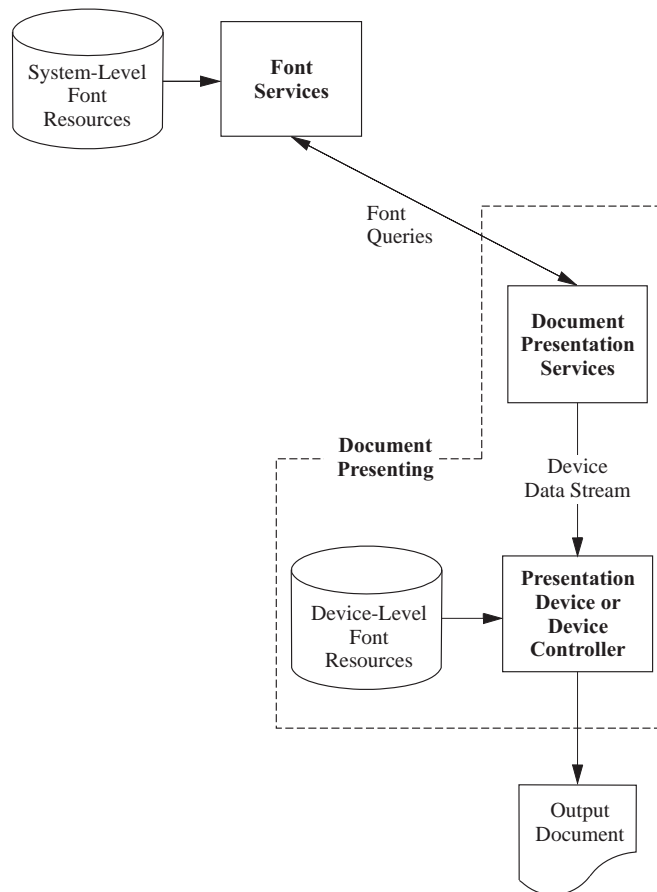 System-Level
Font
Resources
Font
Services
Font
Queries
Document
Presentation
Services
Document
Presenting
Device
Data Stream
Device-Level
Font
Resources
Presentation
Device or
Device
Controller
Output
Document